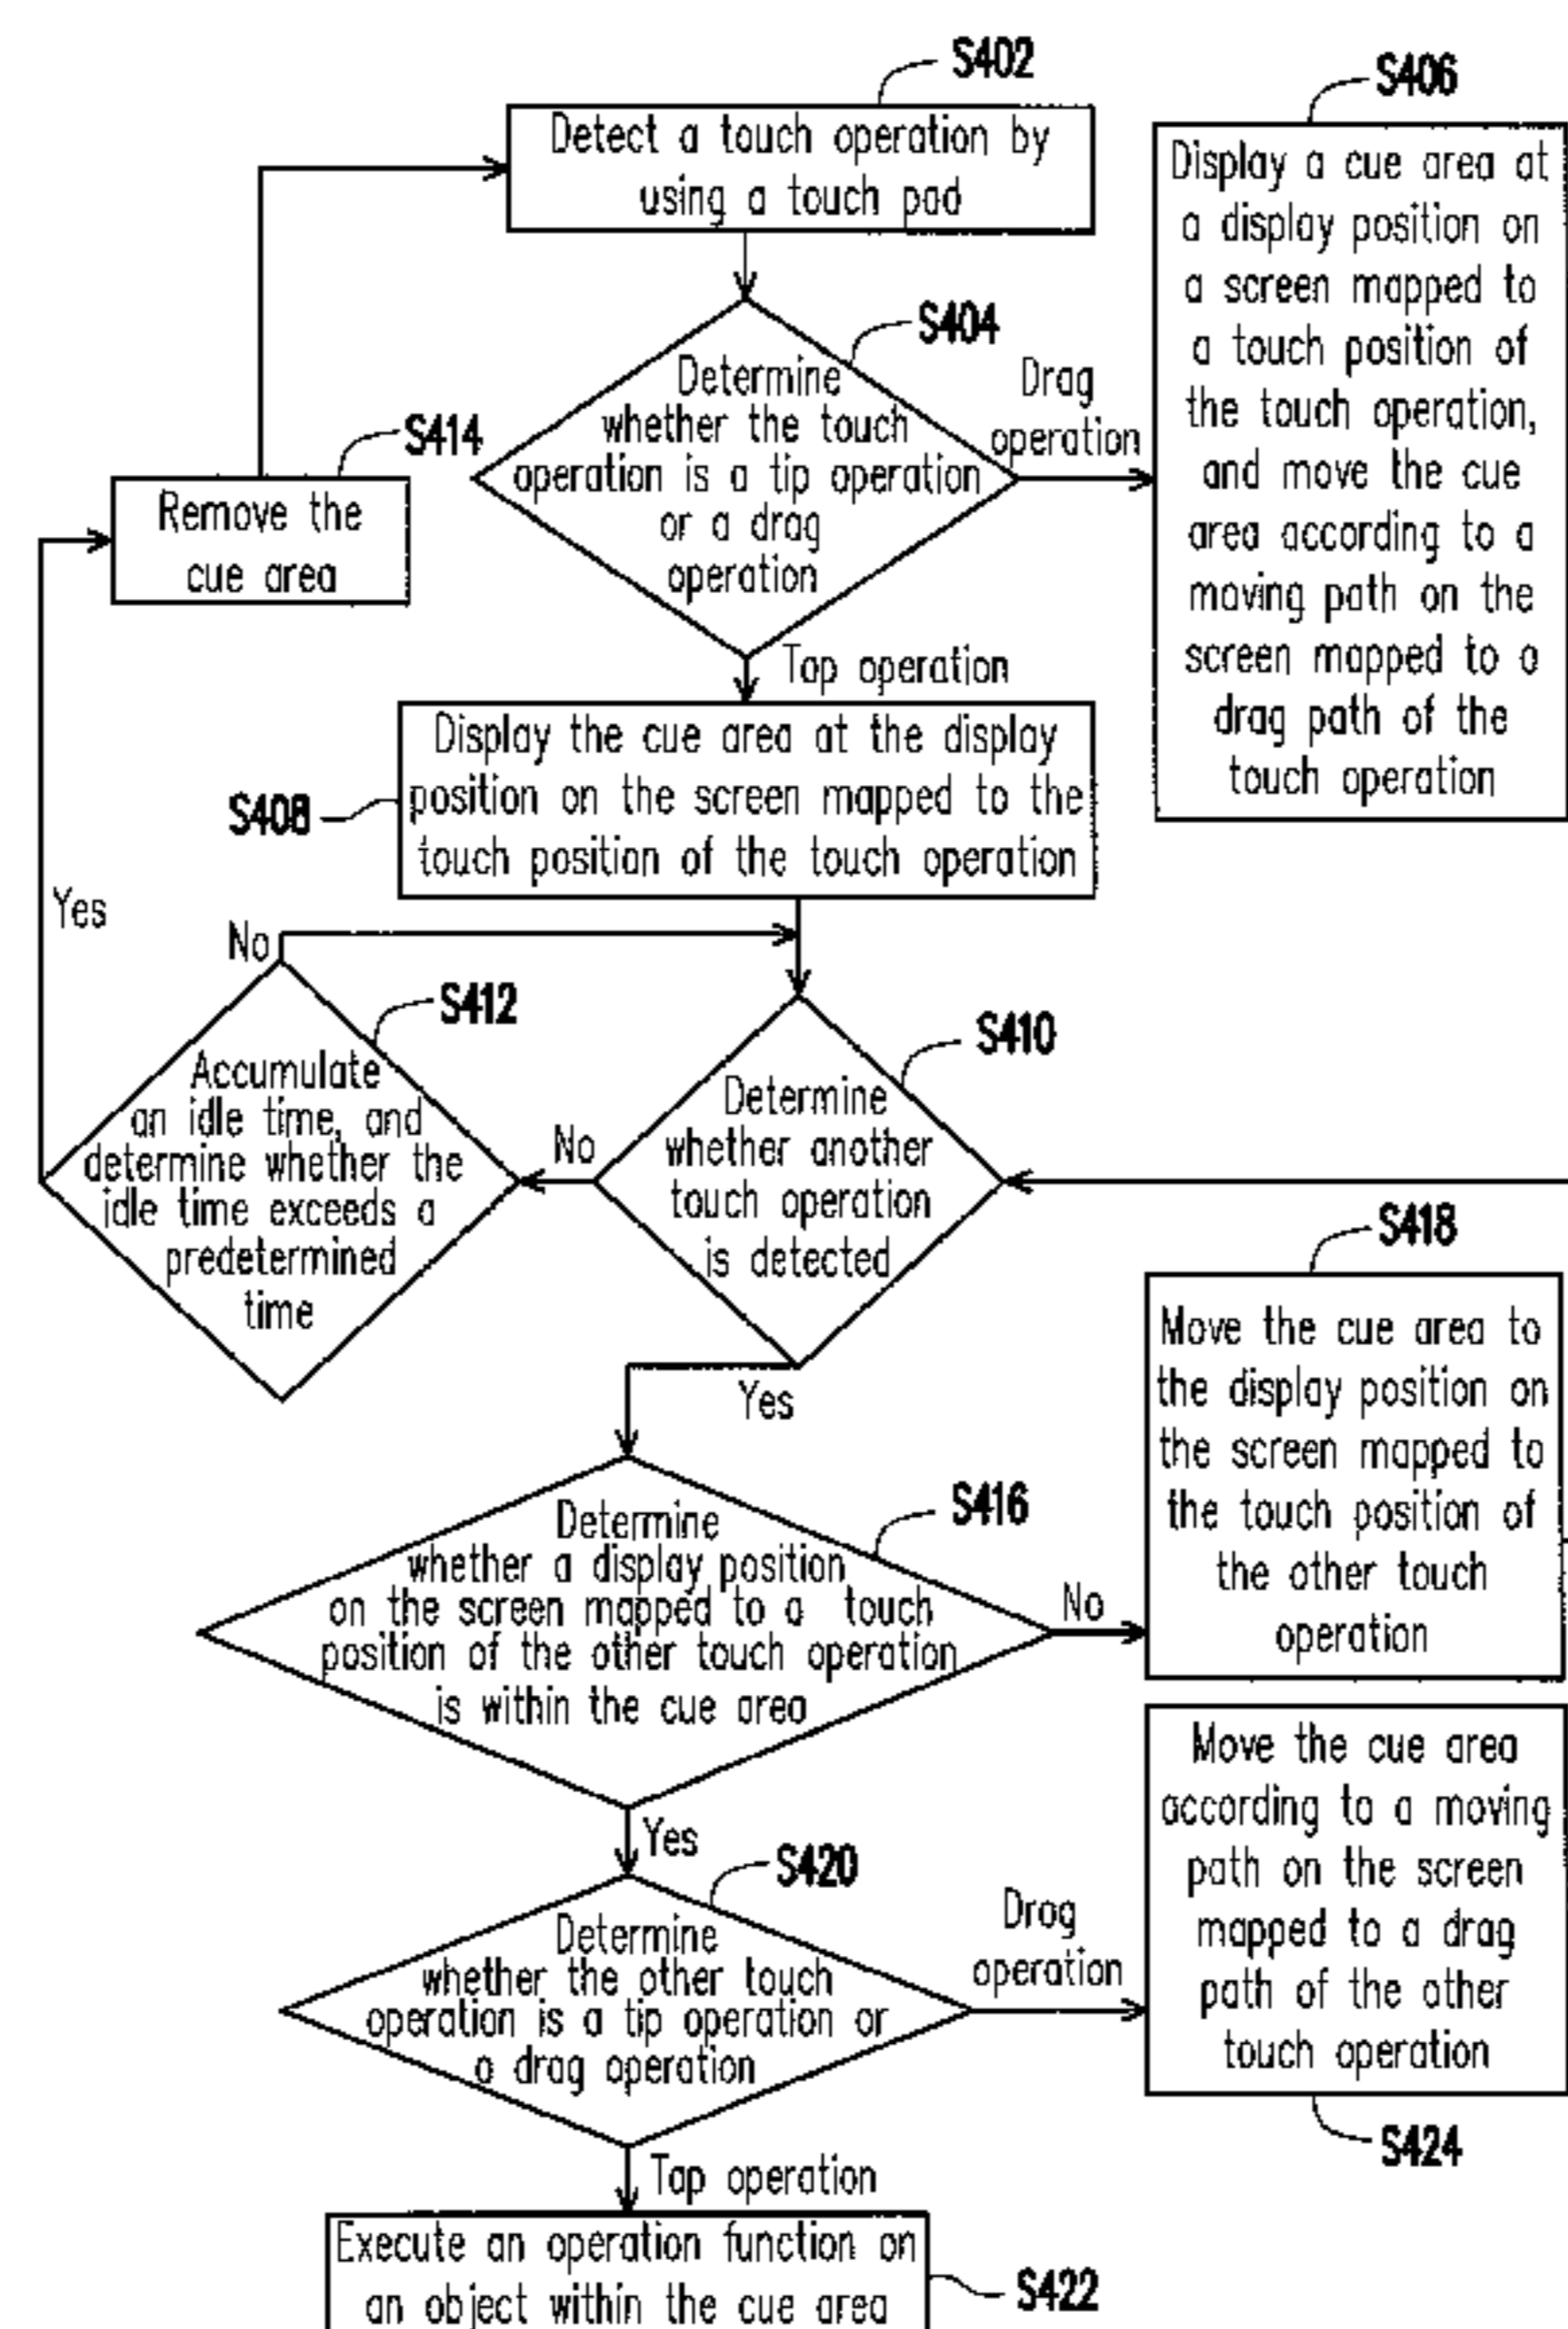 S402
Detect a touch operation by
using a touch pad
S404
Determine
whether the touch
operation is a tip operation
or a drag
operation
Drag
operation
S406
Display a cue area at
a display position on
a screen mapped to
a touch position of
the touch operation,
and move the cue
area according to a
moving path on the
screen mapped to a
drag path of the
touch operation
S414
Remove the
cue area
Tap operation
S408
Display the cue area at the display
position on the screen mapped to the
touch position of the touch operation
Yes
No
S412
Accumulate
an idle time, and
determine whether the
idle time exceeds a
predetermined
time
No
S410
Determine
whether another
touch operation
is detected
Yes
S416
Determine
whether a display position
on the screen mapped to a touch
position of the other touch operation
is within the cue area
No
S418
Move the cue area to
the display position on
the screen mapped to
the touch position of
the other touch
operation
Yes
S420
Determine
whether the other touch
operation is a tip operation or
a drag operation
Drag
operation
Move the cue area
according to a moving
path on the screen
mapped to a drag
path of the other
touch operation
S424
Tap operation
Execute an operation function on
an object within the cue area
S422